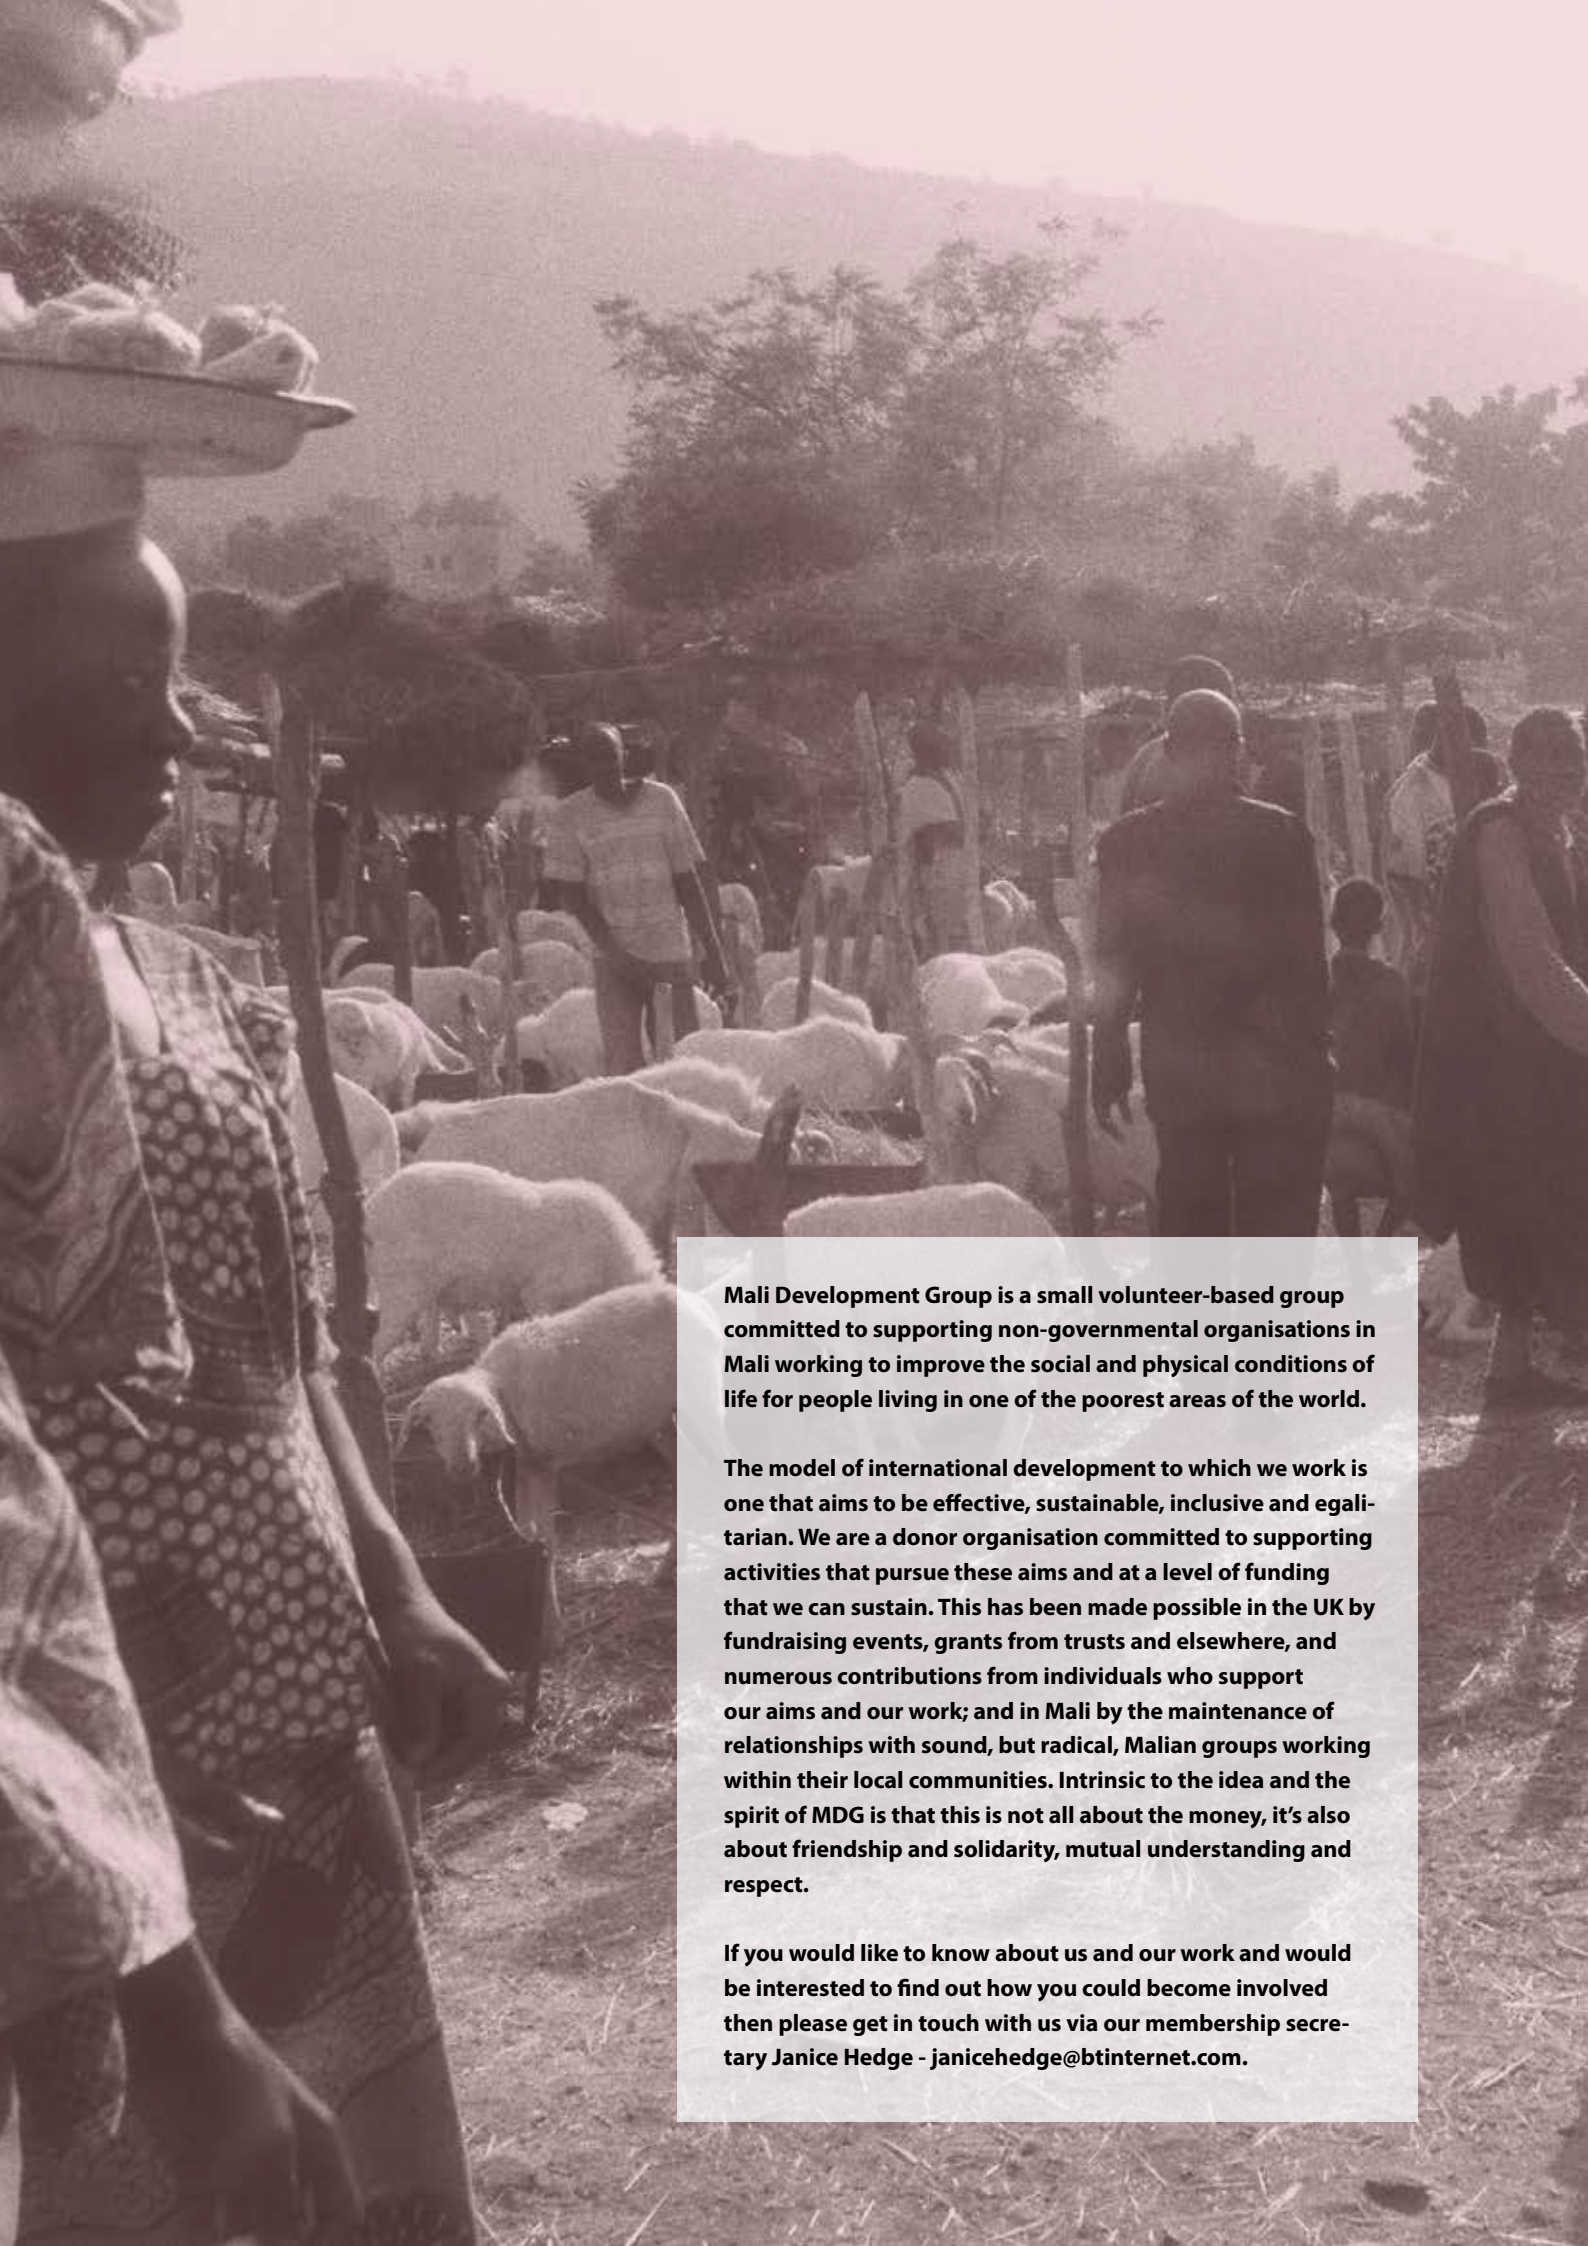 Mali Development Group is a small volunteer-based group
committed to supporting non-governmental organisations in
Mali working to improve the social and physical conditions of
life for people living in one of the poorest areas of the world.
The model of international development to which we work is
one that aims to be effective, sustainable, inclusive and egali-
tarian. We are a donor organisation committed to supporting
activities that pursue these aims and at a level of funding
that we can sustain. This has been made possible in the UK by
fundraising events, grants from trusts and elsewhere, and
numerous contributions from individuals who support
our aims and our work; and in Mali by the maintenance of
relationships with sound, but radical, Malian groups working
within their local communities. Intrinsic to the idea and the
spirit of MDG is that this is not all about the money, it’s also
about friendship and solidarity, mutual understanding and
respect.
If you would like to know about us and our work and would
be interested to find out how you could become involved
then please get in touch with us via our membership secre-
tary Janice Hedge - janicehedge@btinternet.com.